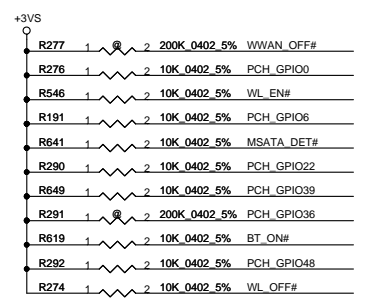 +3VS
R277 1 @ 2 200K_0402_5% WWAN_OFF#
R276 1 2 10K_0402_5% PCH_GPIO0
R546 1 2 10K_0402_5% WL_EN#
R191 1 2 10K_0402_5% PCH_GPIO6
R641 1 2 10K_0402_5% MSATA_DET#
R290 1 2 10K_0402_5% PCH_GPIO22
R649 1 2 10K_0402_5% PCH_GPIO39
R291 1 @ 2 200K_0402_5% PCH_GPIO36
R619 1 2 10K_0402_5% BT_ON#
R292 1 2 10K_0402_5% PCH_GPIO48
R274 1 2 10K_0402_5% WL_OFF#